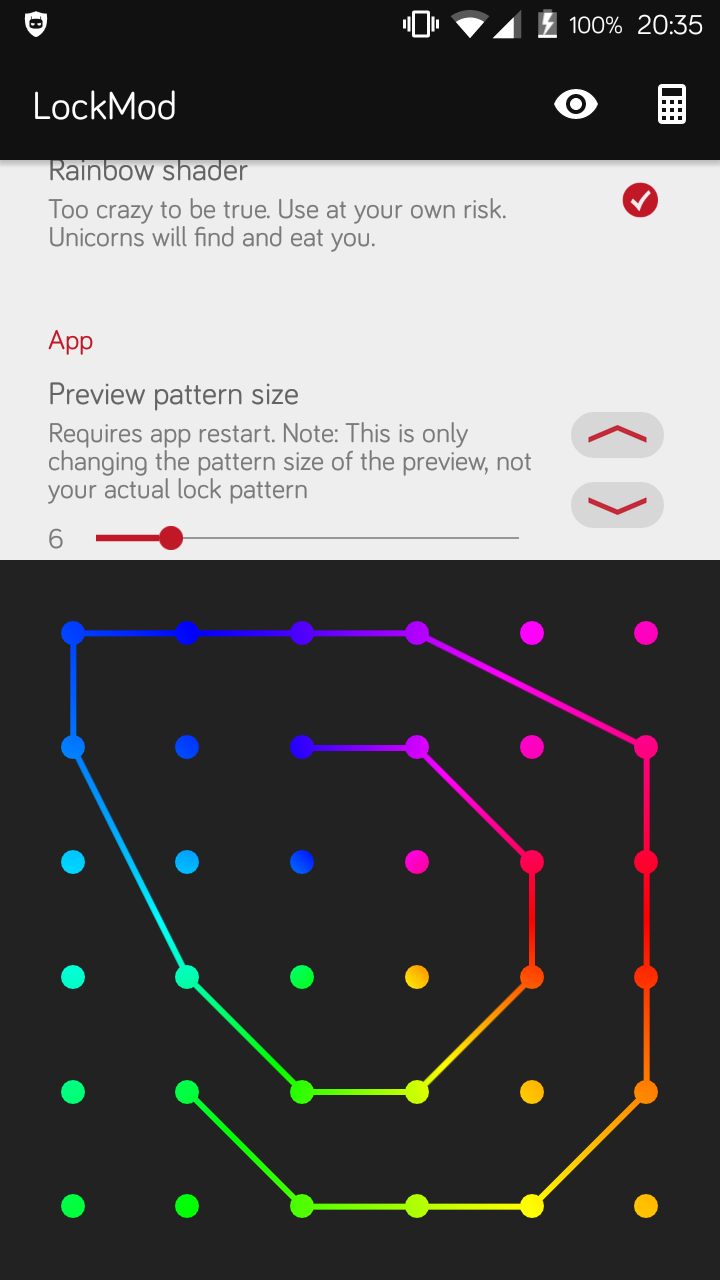 100% 20:35
LockMod
Rainbow shader
Too crazy to be true. Use at your own risk.
Unicorns will find and eat you.
App
Preview pattern size
Requires app restart. Note: This is only
changing the pattern size of the preview, not
your actual lock pattern
6